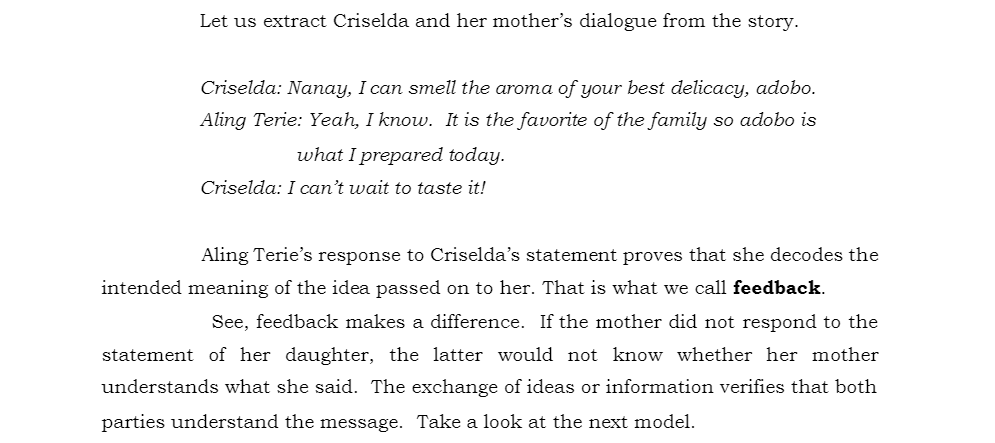 Let us extract Criselda and her mother’s dialogue from the story.
Criselda: Nanay, I can smell the aroma of your best delicacy, adobo.
Aling Terie: Yeah, I know.  It is the favorite of the family so adobo is
what I prepared today.
Criselda: I can’t wait to taste it!
Aling Terie’s response to Criselda’s statement proves that she decodes the
intended meaning of the idea passed on to her. That is what we call feedback.
See, feedback makes a difference.  If the mother did not respond to the
statement of her daughter, the latter would not know whether her mother
understands what she said.  The exchange of ideas or information verifies that both
parties understand the message.  Take a look at the next model.